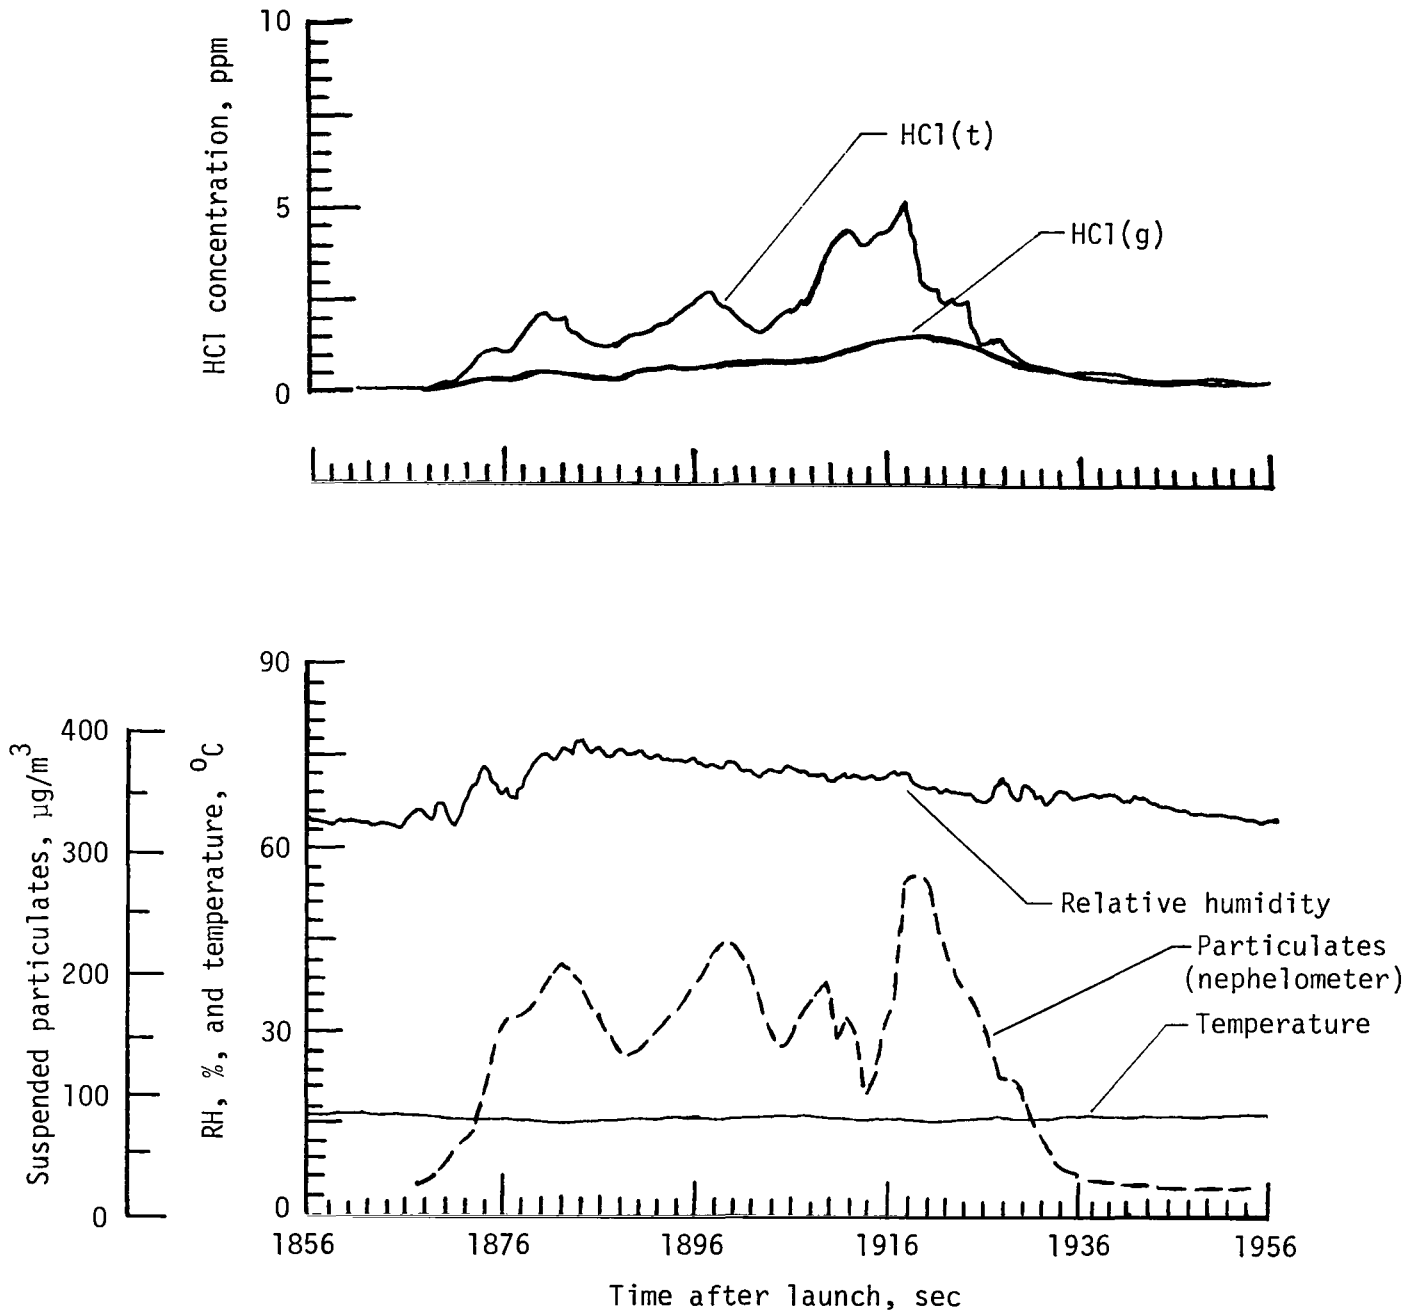 HCl concentration, ppm
10
5
0
HCl(t)
HCl(g)
Suspended particulates, μg/m3
400
300
200
100
0
RH, %, and temperature, °C
90
60
30
0
Relative humidity
Particulates
(nephelometer)
Temperature
1856 1876 1896 1916 1936 1956
Time after launch, sec